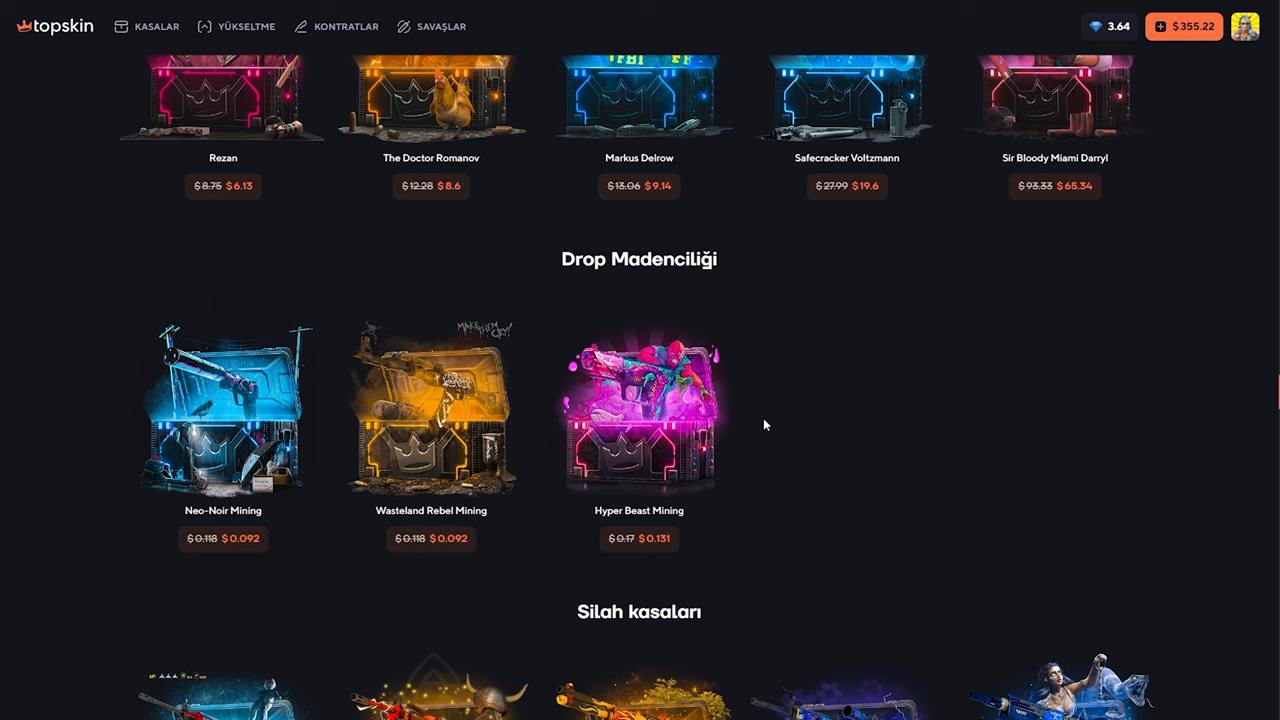 topskin
KASALAR
YÜKSELTME
KONTRATLAR
SAVAŞLAR
3.64
$355.22
Rezan
The Doctor Romanov
Markus Delrow
Safecracker Voltzmann
Sir Bloody Miami Darryl
$8.75 $6.13
$12.28 $8.6
$13.06 $9.14
$27.99 $19.6
$93.33 $65.34
Drop Madenciliği
MAKE THEM CRY!
Neo-Noir Mining
Wasteland Rebel Mining
Hyper Beast Mining
$0.118 $0.092
$0.118 $0.092
$0.17 $0.131
Silah kasaları